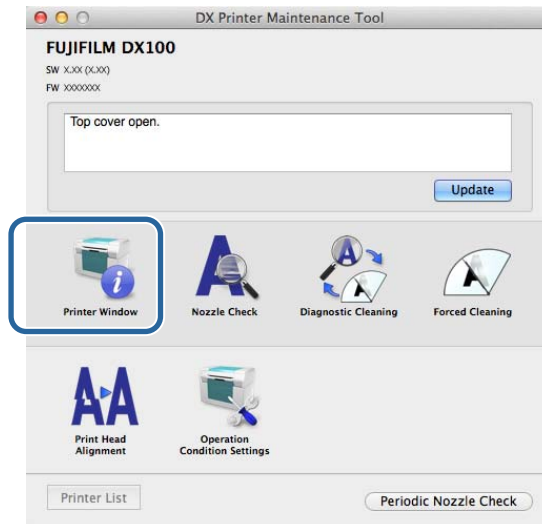 DX Printer Maintenance Tool
FUJIFILM DX100
SW X.XX (X.XX)
FW XXXXXXX
Top cover open.
Update
Printer Window
Nozzle Check
Diagnostic Cleaning
Forced Cleaning
Print Head
Alignment
Operation
Condition Settings
Printer List
Periodic Nozzle Check